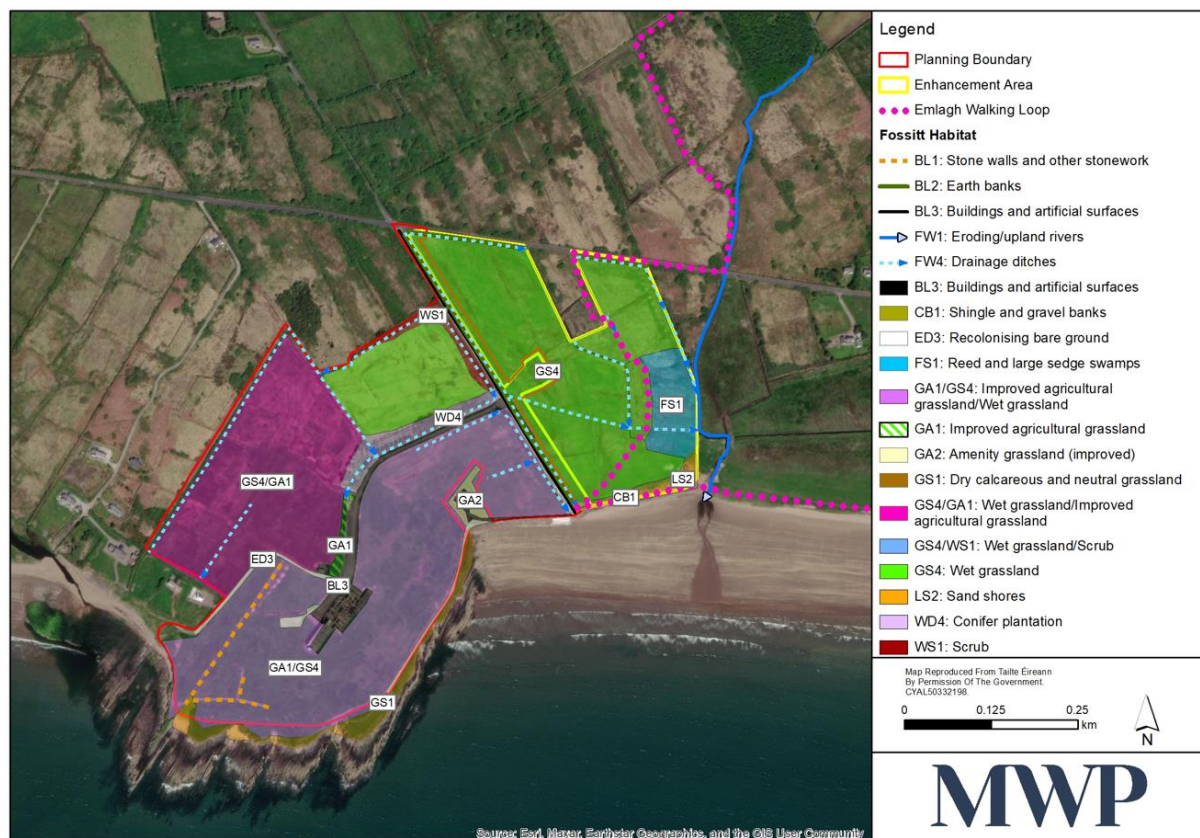 WS1
GS4
FS1
WD4
GS4/GA1
LS2
CB1
GA2
GA1
ED3
BL3
GA1/GS4
GS1
Source: Esri, Maxar, Earthstar Geographics, and the GIS User Community
Legend
Planning Boundary
Enhancement Area
Emlagh Walking Loop
Fossitt Habitat
BL1: Stone walls and other stonework
BL2: Earth banks
BL3: Buildings and artificial surfaces
FW1: Eroding/upland rivers
FW4: Drainage ditches
BL3: Buildings and artificial surfaces
CB1: Shingle and gravel banks
ED3: Recolonising bare ground
FS1: Reed and large sedge swamps
GA1/GS4: Improved agricultural
grassland/Wet grassland
GA1: Improved agricultural grassland
GA2: Amenity grassland (improved)
GS1: Dry calcareous and neutral grassland
GS4/GA1: Wet grassland/Improved
agricultural grassland
GS4/WS1: Wet grassland/Scrub
GS4: Wet grassland
LS2: Sand shores
WD4: Conifer plantation
WS1: Scrub
Map Reproduced From Tailte Éireann
By Permission Of The Government.
CYAL50332198.
0 0.125 0.25
km
N
MWP